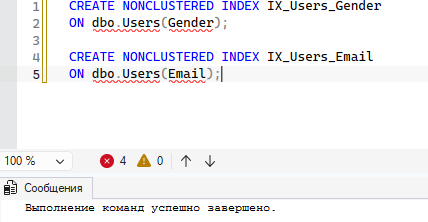 1 CREATE NONCLUSTERED INDEX IX_Users_Gender
2 ON dbo.Users(Gender);
3
4 CREATE NONCLUSTERED INDEX IX_Users_Email
5 ON dbo.Users(Email);
100 % 4 0
Сообщения
Выполнение команд успешно завершено.